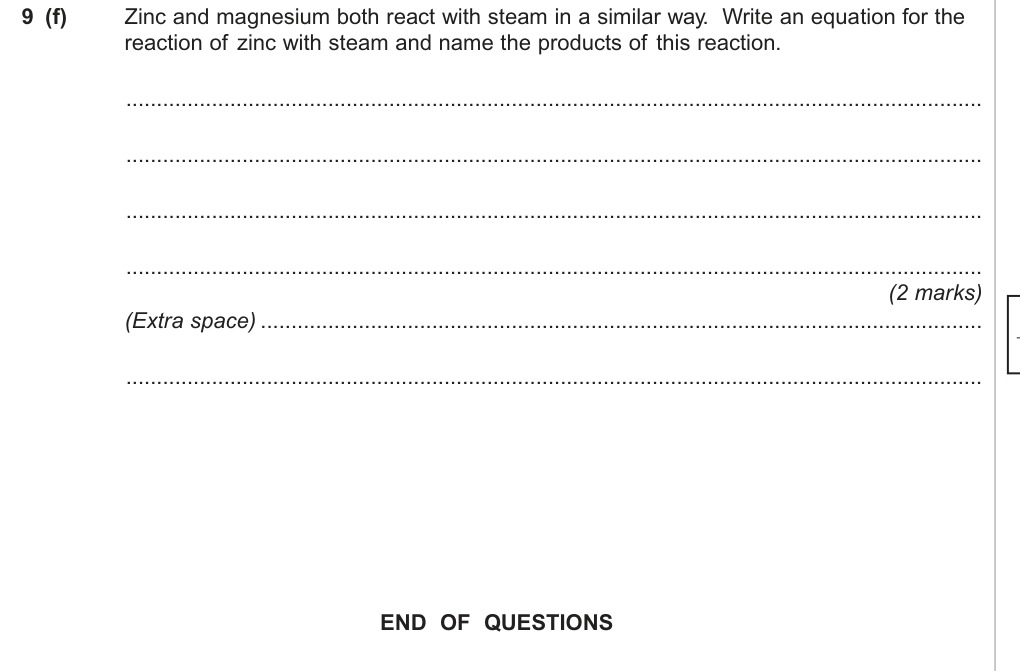 9 (f) Zinc and magnesium both react with steam in a similar way. Write an equation for the
reaction of zinc with steam and name the products of this reaction.
(2 marks)
(Extra space)
END OF QUESTIONS